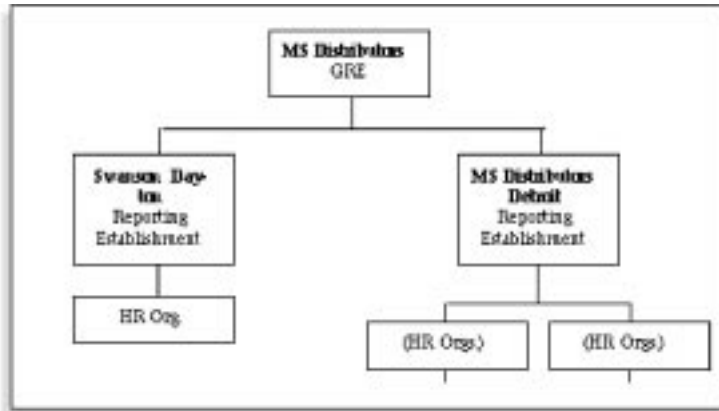 MS Distributors
GRE
Swanson Day-
ton
Reporting
Establishment
MS Distributors
Detroit
Reporting
Establishment
HR Org
(HR Orgs.)
(HR Orgs.)